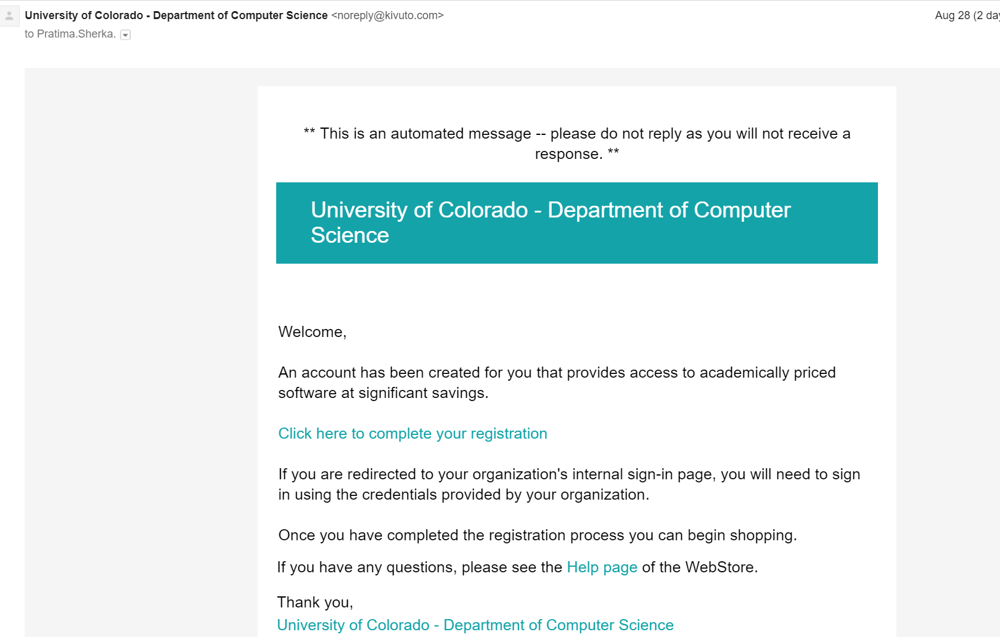 University of Colorado - Department of Computer Science <noreply@kivuto.com>
Aug 28 (2
to Pratima.Sherka.
** This is an automated message -- please do not reply as you will not receive a
response. **
University of Colorado - Department of Computer
Science
Welcome,
An account has been created for you that provides access to academically priced
software at significant savings.
Click here to complete your registration
If you are redirected to your organization's internal sign-in page, you will need to sign
in using the credentials provided by your organization.
Once you have completed the registration process you can begin shopping.
If you have any questions, please see the Help page of the WebStore.
Thank you,
University of Colorado - Department of Computer Science